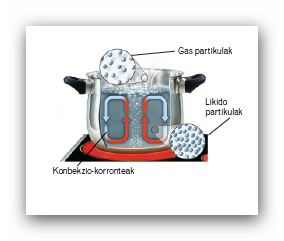 Gas partikulak
Likido
partikulak
Konbekzio-korronteak